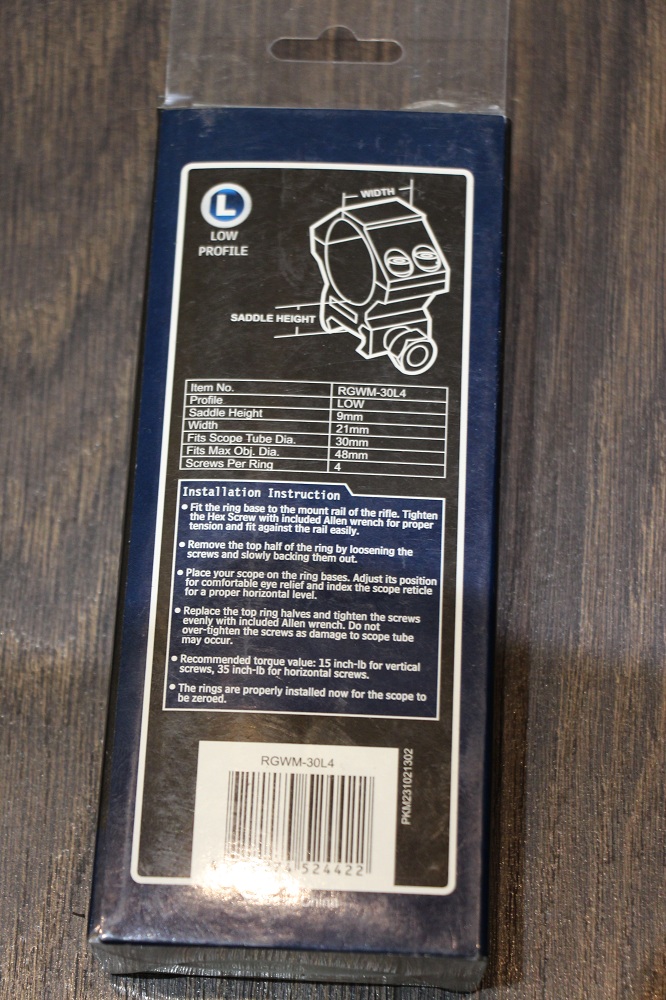 WIDTH
L
LOW
PROFILE
SADDLE HEIGHT
Item No. RGWM-30L4
Profile LOW
Saddle Height 9mm
Width 21mm
Fits Scope Tube Dia. 30mm
Fits Max Obj. Dia. 48mm
Screws Per Ring 4
Installation Instruction
• Fit the ring base to the mount rail of the rifle. Tighten
the Hex Screw with included Allen wrench for proper
tension and fit against the rail easily.
• Remove the top half of the ring by loosening the
screws and slowly backing them out.
• Place your scope on the ring bases. Adjust its position
for comfortable eye relief and index the scope reticle
for a proper horizontal level.
• Replace the top ring halves and tighten the screws
evenly with included Allen wrench. Do not
over-tighten the screws as damage to scope tube
may occur.
• Recommended torque value: 15 inch-lb for vertical
screws, 35 inch-lb for horizontal screws.
• The rings are properly installed now for the scope to
be zeroed.
RGWM-30L4
PKM231021302
524422